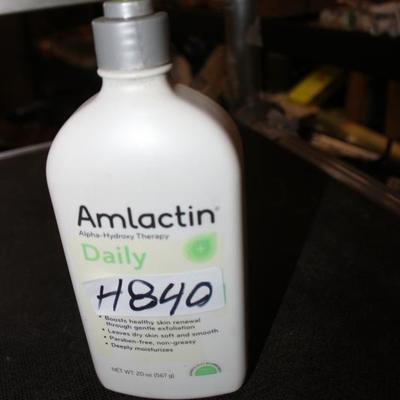 Amlactin®
Alpha-Hydroxy Therapy
Daily
H840
• Boosts healthy skin renewal
through gentle exfoliation
• Leaves dry skin soft and smooth
• Paraben-free, non-greasy
• Deeply moisturizes
NET WT. 20 oz (567 g)